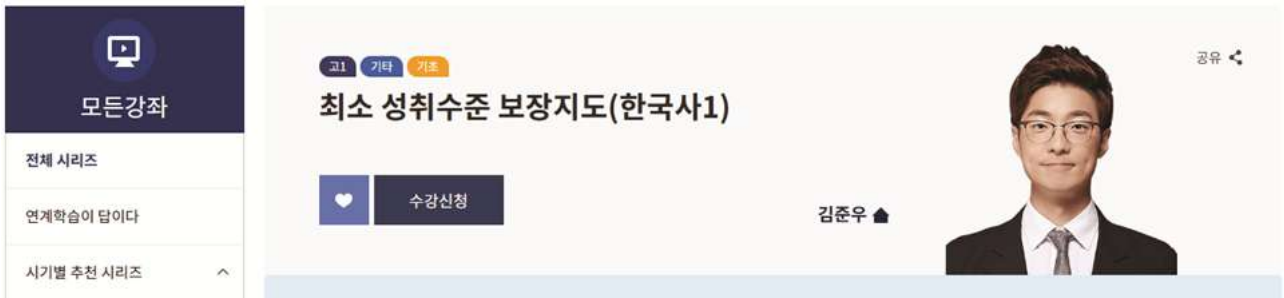 모든강좌
전체 시리즈
연계학습이 답이다
시기별 추천 시리즈
고1 기타 기초
공유
최소 성취수준 보장지도(한국사1)
수강신청
김준우